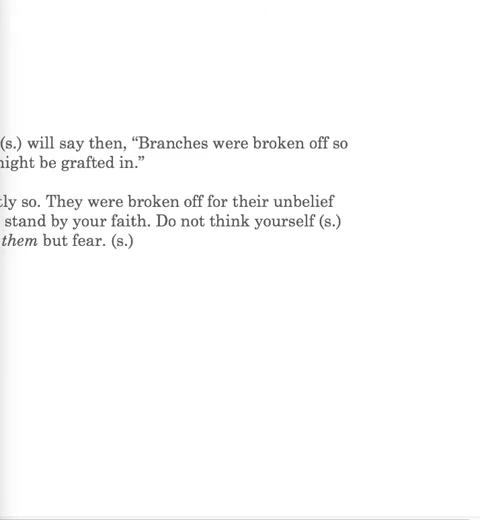 (s.) will say then, “Branches were broken off so
might be grafted in.”
so. They were broken off for their unbelief
stand by your faith. Do not think yourself (s.)
them but fear. (s.)